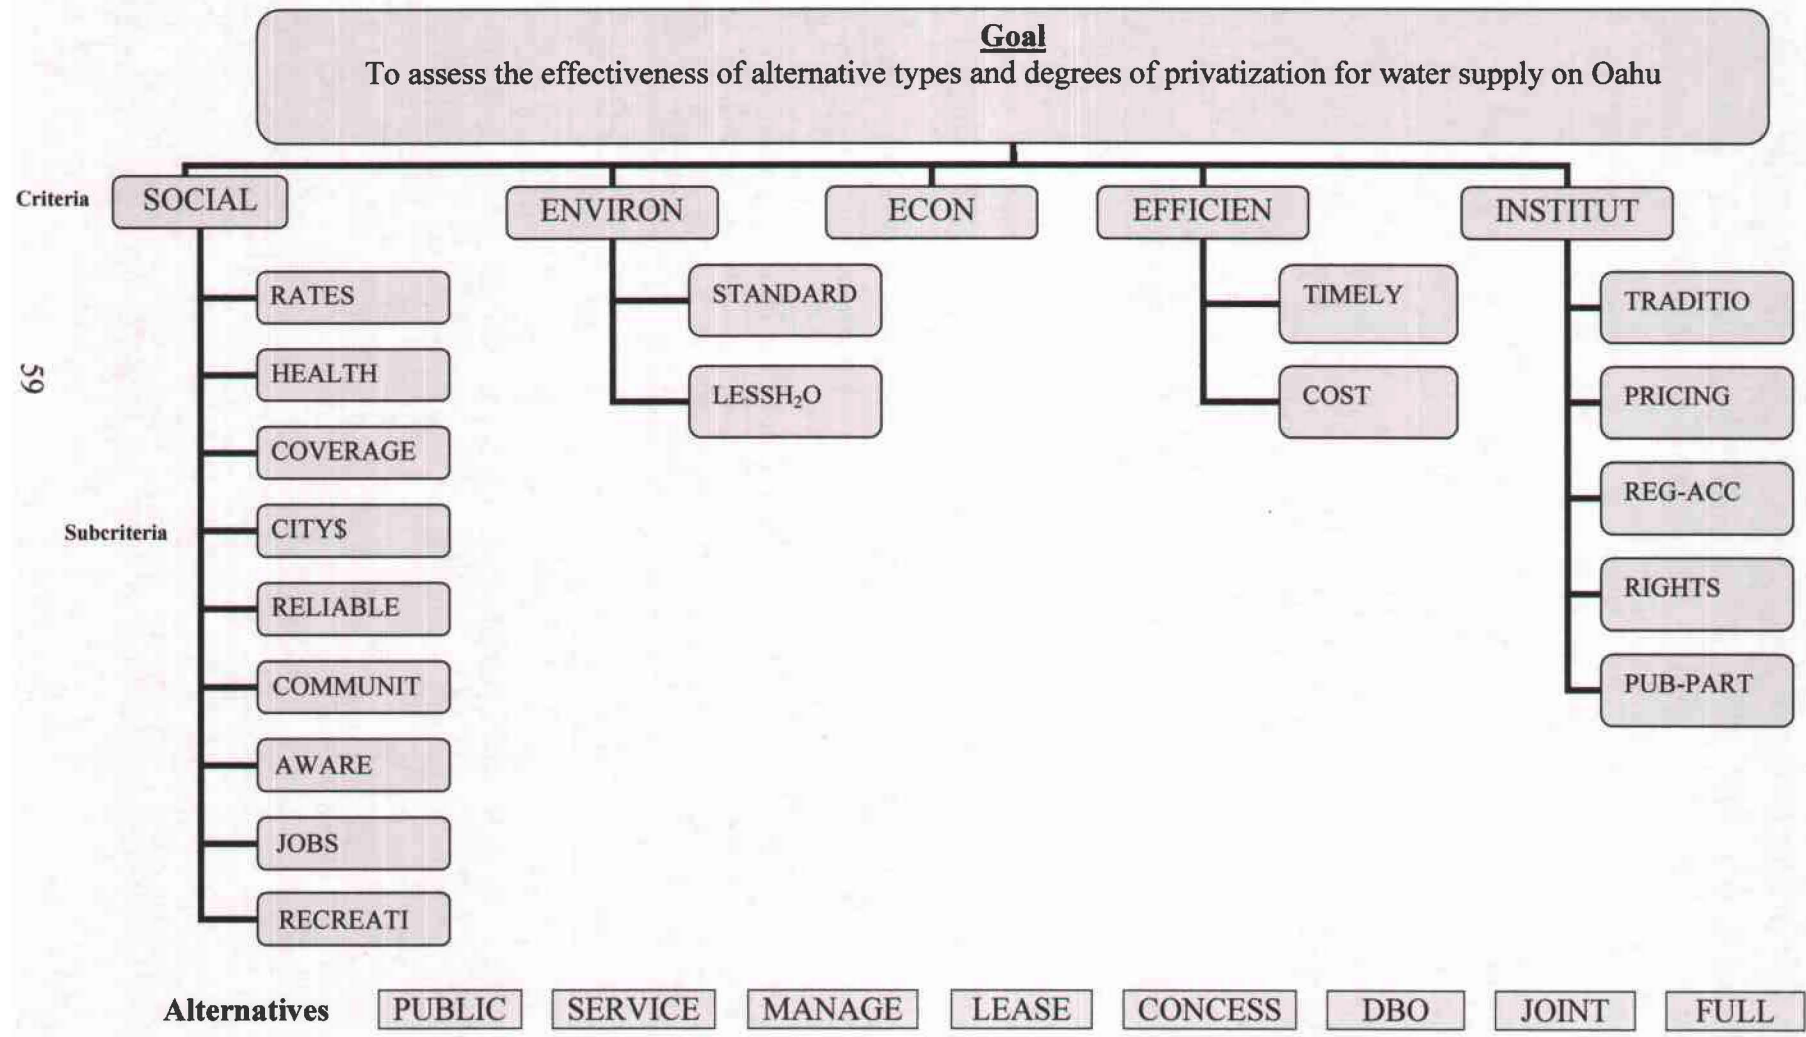 Goal
To assess the effectiveness of alternative types and degrees of privatization for water supply on Oahu
Criteria
SOCIAL
ENVIRON
ECON
EFFICIEN
INSTITUT
Subcriteria
RATES
HEALTH
COVERAGE
CITY$
RELIABLE
COMMUNIT
AWARE
JOBS
RECREATI
STANDARD
LESSH₂O
TIMELY
COST
TRADITIO
PRICING
REG-ACC
RIGHTS
PUB-PART
59
Alternatives
PUBLIC
SERVICE
MANAGE
LEASE
CONCESS
DBO
JOINT
FULL